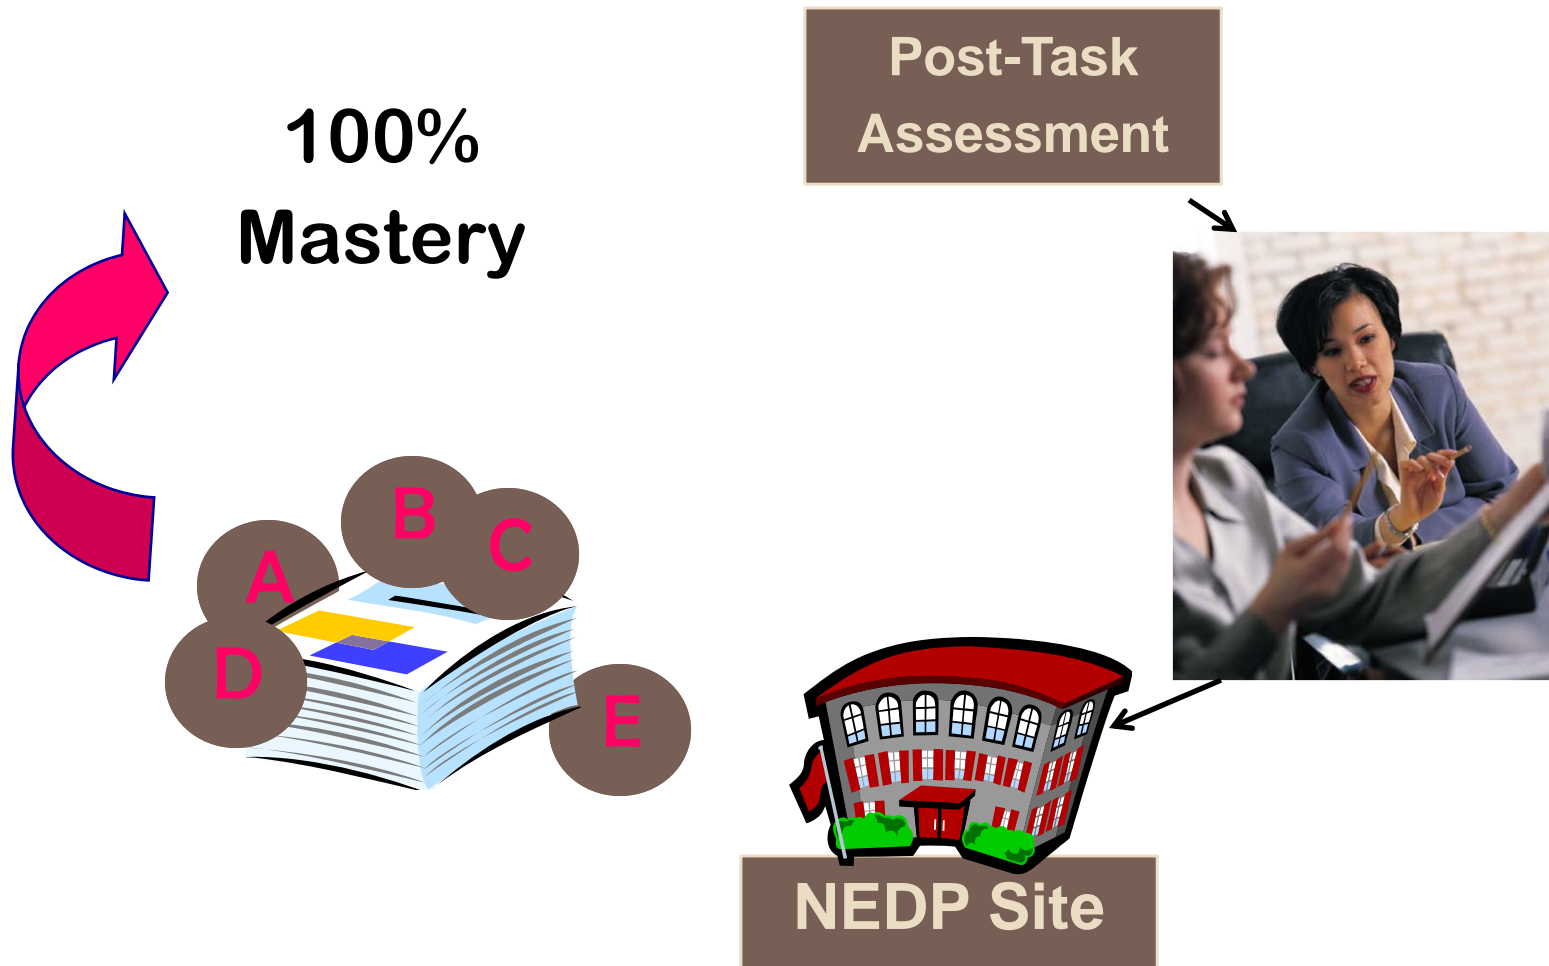 100%
Mastery
Post-Task
Assessment
A
B
C
D
E
NEDP Site